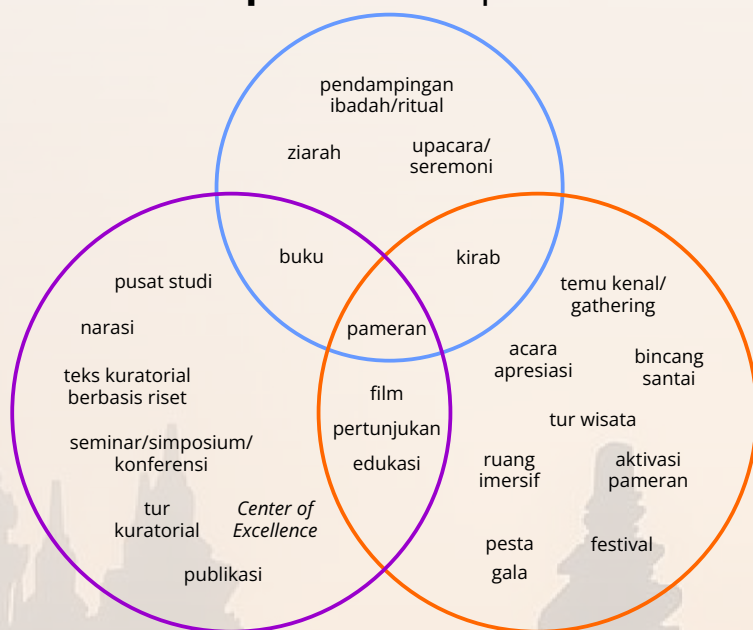 pendampingan
ibadah/ritual
ziarah
upacara/
seremoni
buku
kirab
pameran
pusat studi
narasi
teks kuratorial
berbasis riset
seminar/simposium/
konferensi
tur
kuratorial
Center of
Excellence
publikasi
film
pertunjukan
edukasi
temu kenal/
gathering
acara
apresiasi
bincang
santai
tur wisata
ruang
imersif
aktivasi
pameran
pesta
gala
festival